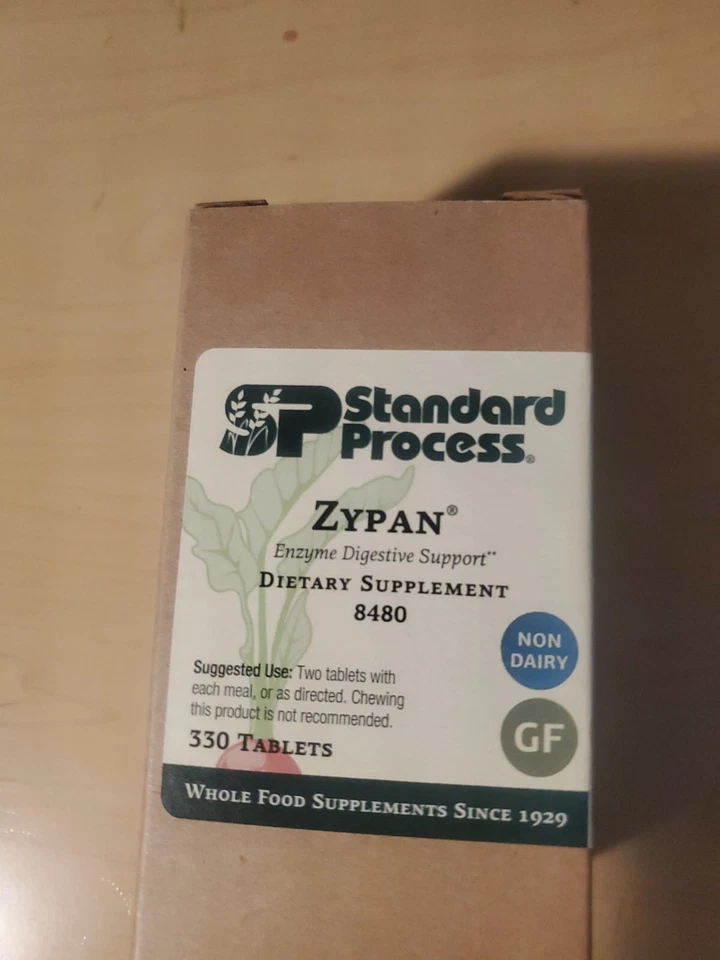 SP Standard
Process®
ZYPAN®
Enzyme Digestive Support**
DIETARY SUPPLEMENT
8480
NON
DAIRY
Suggested Use: Two tablets with
each meal, or as directed. Chewing
this product is not recommended.
330 TABLETS
GF
WHOLE FOOD SUPPLEMENTS SINCE 1929